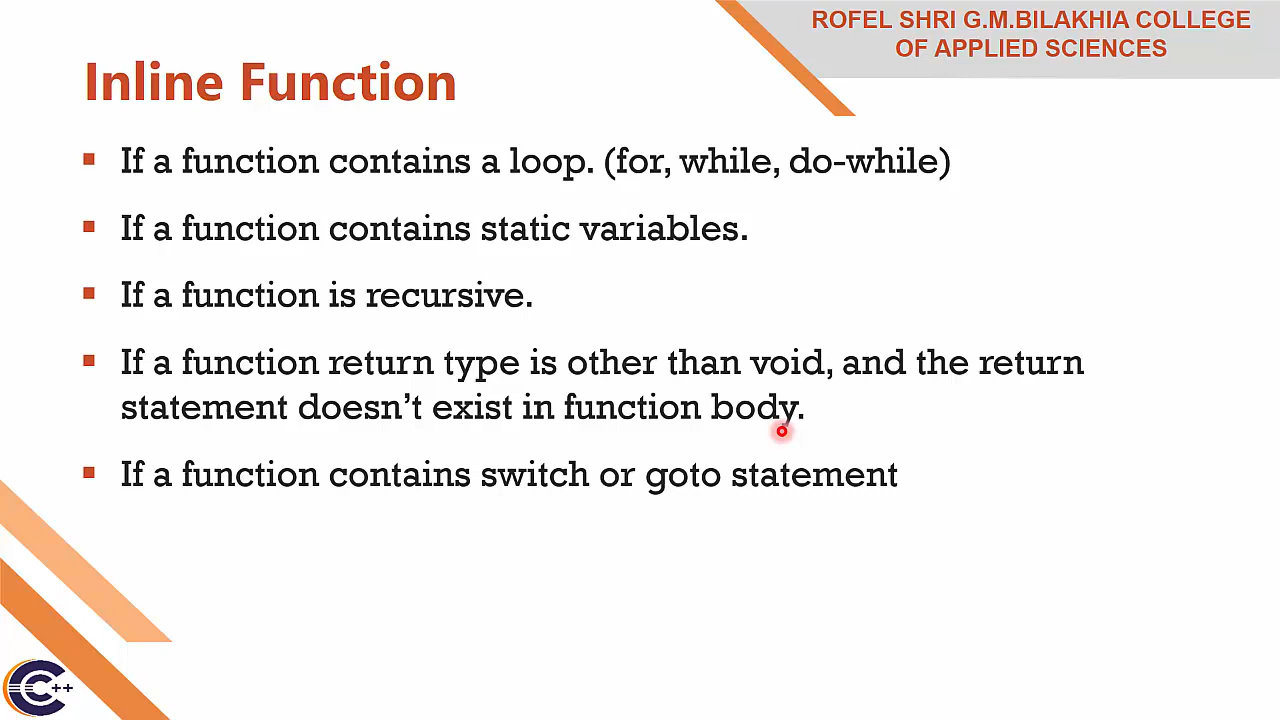 ROFEL SHRI G.M.BILAKHIA COLLEGE
OF APPLIED SCIENCES
Inline Function
If a function contains a loop. (for, while, do-while)
If a function contains static variables.
If a function is recursive.
If a function return type is other than void, and the return
statement doesn’t exist in function body.
If a function contains switch or goto statement
C++